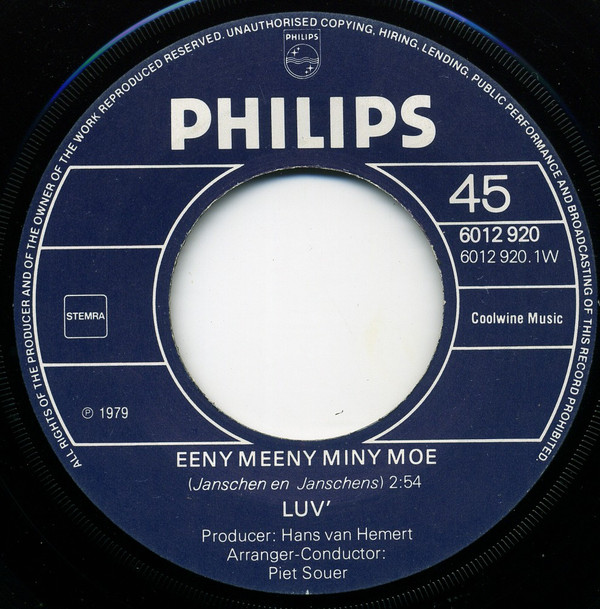 ALL RIGHTS OF THE PRODUCER AND OF THE OWNER OF THE WORK REPRODUCED RESERVED. UNAUTHORISED COPYING, HIRING, LENDING, PUBLIC PERFORMANCE AND BROADCASTING OF THIS RECORD PROHIBITED.
PHILIPS
PHILIPS
45
6012 920
6012 920.1W
STEMRA
Coolwine Music
℗ 1979
EENY MEENY MINY MOE
(Janschen en Janschens) 2:54
LUV'
Producer: Hans van Hemert
Arranger-Conductor:
Piet Souer